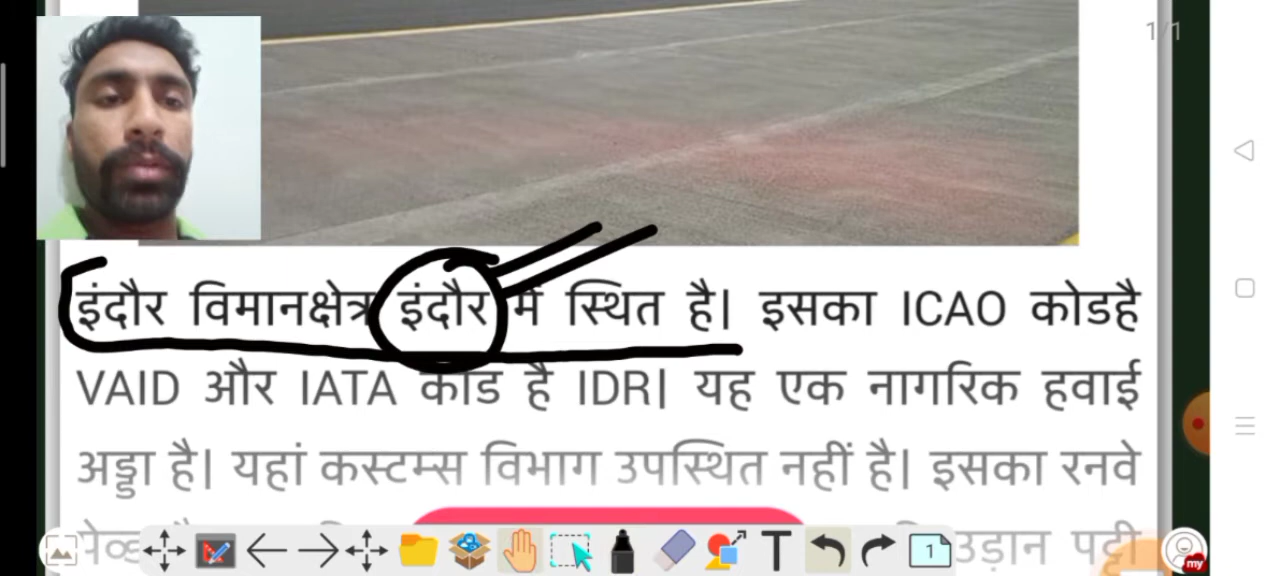 1/1
इंदौर विमानक्षेत्र इंदौर में स्थित है| इसका ICAO कोडहै
VAID और IATA कोड है IDR| यह एक नागरिक हवाई
अड्डा है| यहां कस्टम्स विभाग उपस्थित नहीं है| इसका रनवे
उड़ान पट्टी
T
1
my